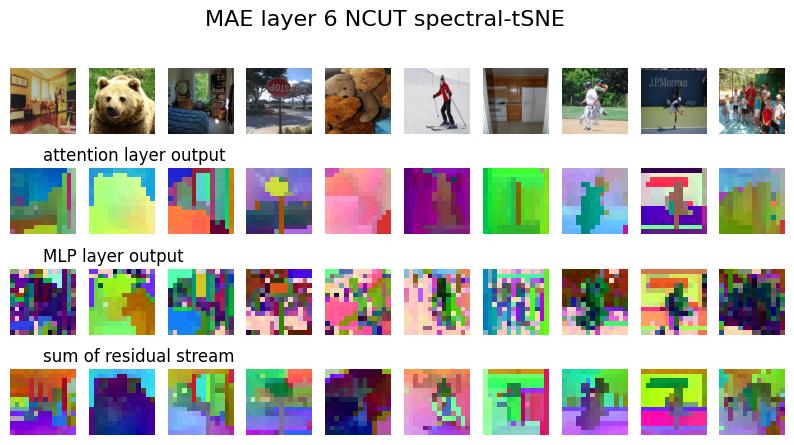 MAE layer 6 NCUT spectral-tSNE
STOP
J.P.Morgan
attention layer output
MLP layer output
sum of residual stream